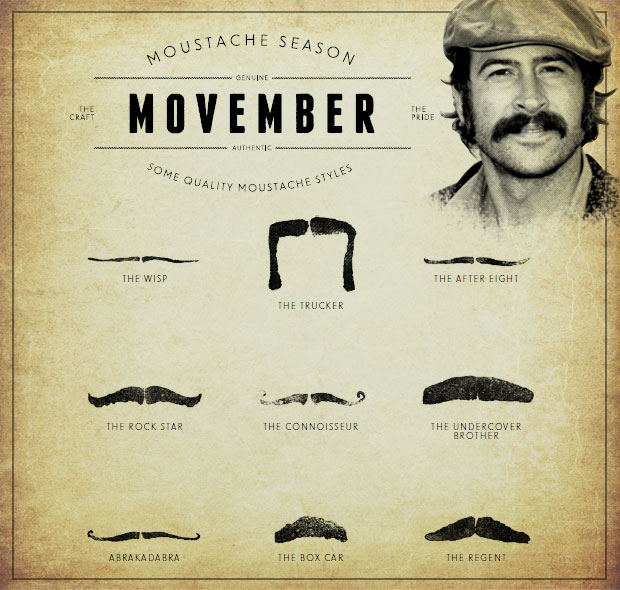 MOUSTACHE SEASON
GENUINE
THE CRAFT
MOVEMBER
THE PRIDE
AUTHENTIC
SOME QUALITY MOUSTACHE STYLES
THE WISP
THE TRUCKER
THE AFTER EIGHT
THE ROCK STAR
THE CONNOISSEUR
THE UNDERCOVER
BROTHER
ABRAKADABRA
THE BOX CAR
THE REGENT